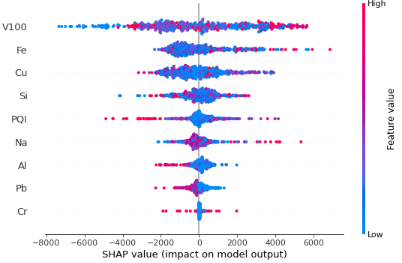 High
V100
Fe
Cu
Si
PQI
Na
Al
Pb
Cr
Feature value
Low
−8000 −6000 −4000 −2000 0 2000 4000 6000
SHAP value (impact on model output)